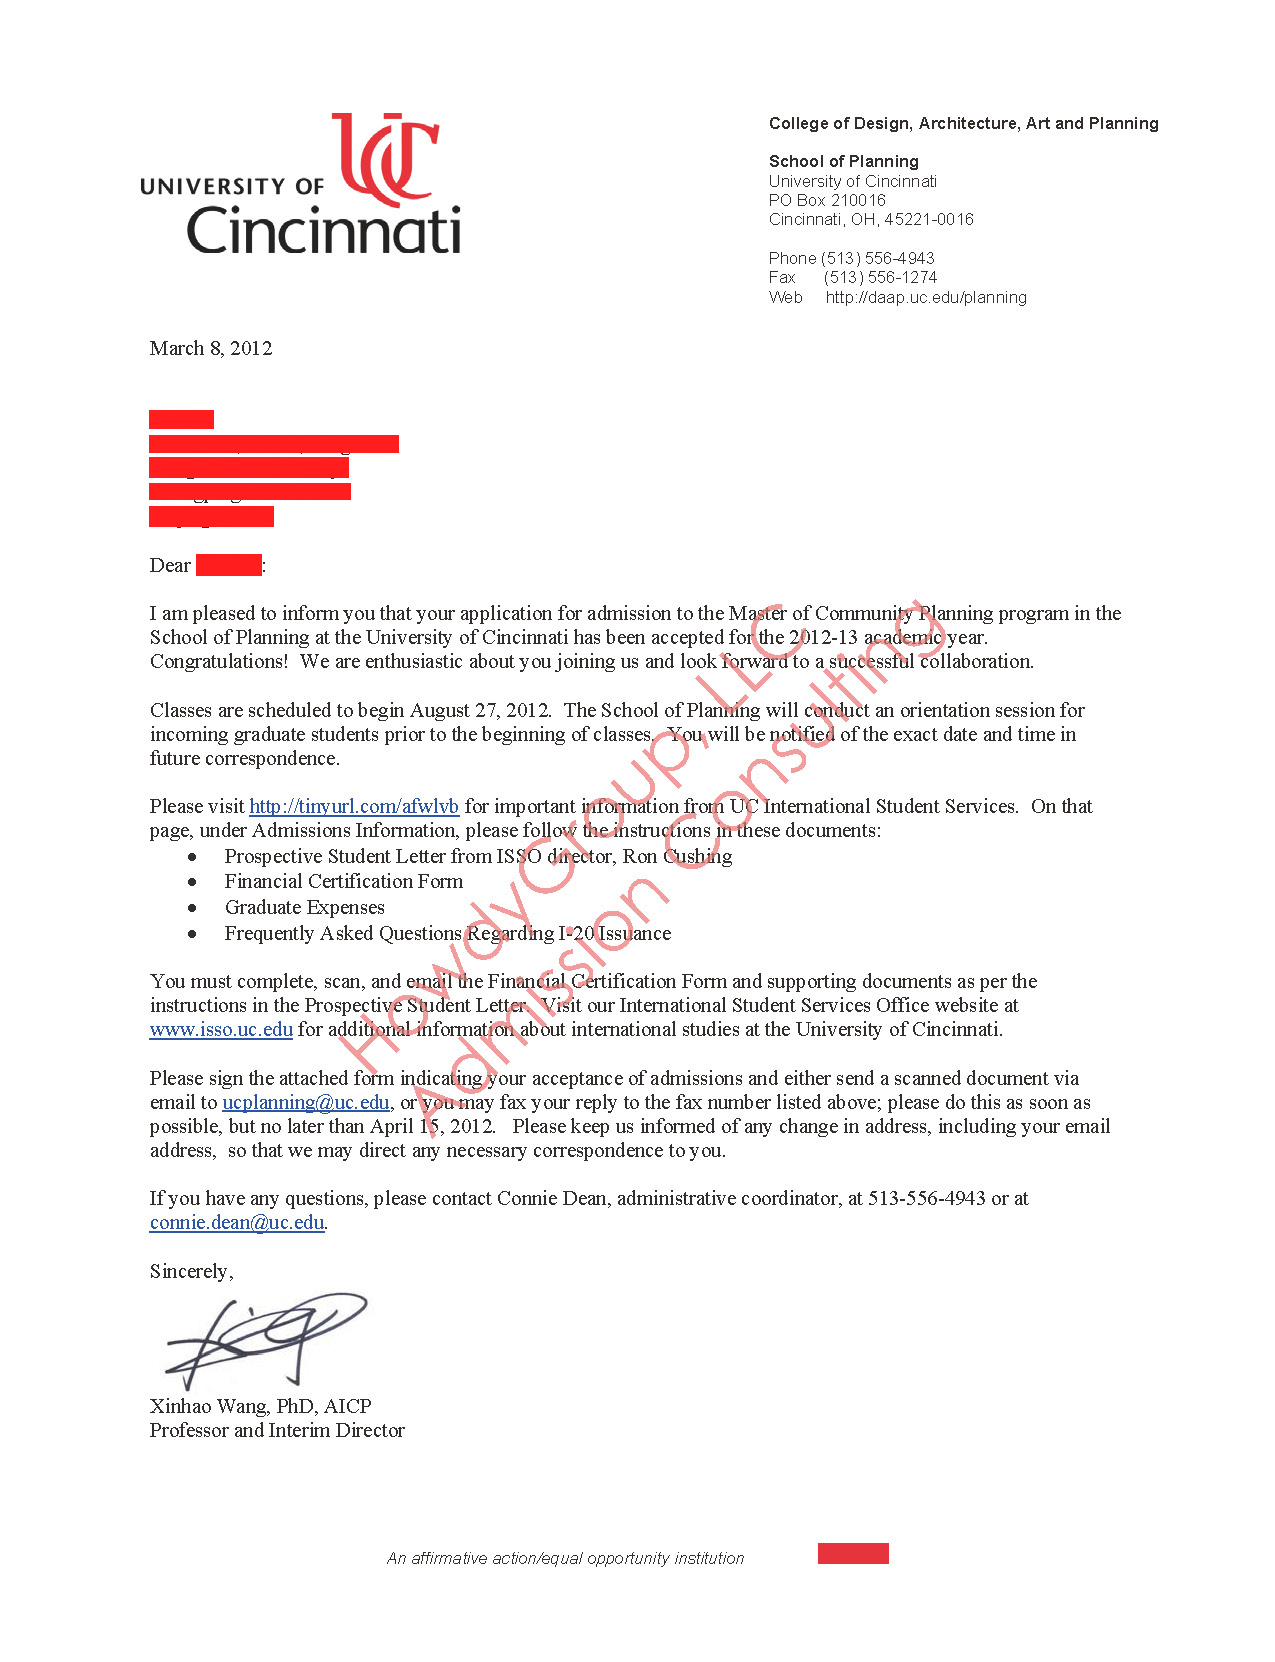 UNIVERSITY OF UC
Cincinnati
College of Design, Architecture, Art and Planning
School of Planning
University of Cincinnati
PO Box 210016
Cincinnati, OH, 45221-0016
Phone (513) 556-4943
Fax (513) 556-1274
Web http://daap.uc.edu/planning
March 8, 2012
Dear :
I am pleased to inform you that your application for admission to the Master of Community Planning program in the
School of Planning at the University of Cincinnati has been accepted for the 2012-13 academic year.
Congratulations! We are enthusiastic about you joining us and look forward to a successful collaboration.
Classes are scheduled to begin August 27, 2012. The School of Planning will conduct an orientation session for
incoming graduate students prior to the beginning of classes. You will be notified of the exact date and time in
future correspondence.
Please visit http://tinyurl.com/afwlvb for important information from UC International Student Services. On that
page, under Admissions Information, please follow the instructions in these documents:
• Prospective Student Letter from ISSO director, Ron Cushing
• Financial Certification Form
• Graduate Expenses
• Frequently Asked Questions Regarding I-20 Issuance
You must complete, scan, and email the Financial Certification Form and supporting documents as per the
instructions in the Prospective Student Letter. Visit our International Student Services Office website at
www.isso.uc.edu for additional information about international studies at the University of Cincinnati.
Please sign the attached form indicating your acceptance of admissions and either send a scanned document via
email to ucplanning@uc.edu, or you may fax your reply to the fax number listed above; please do this as soon as
possible, but no later than April 15, 2012. Please keep us informed of any change in address, including your email
address, so that we may direct any necessary correspondence to you.
If you have any questions, please contact Connie Dean, administrative coordinator, at 513-556-4943 or at
connie.dean@uc.edu.
Sincerely,
Xinhao Wang, PhD, AICP
Professor and Interim Director
An affirmative action/equal opportunity institution
HowdyGroup, LLC
Admission Consulting